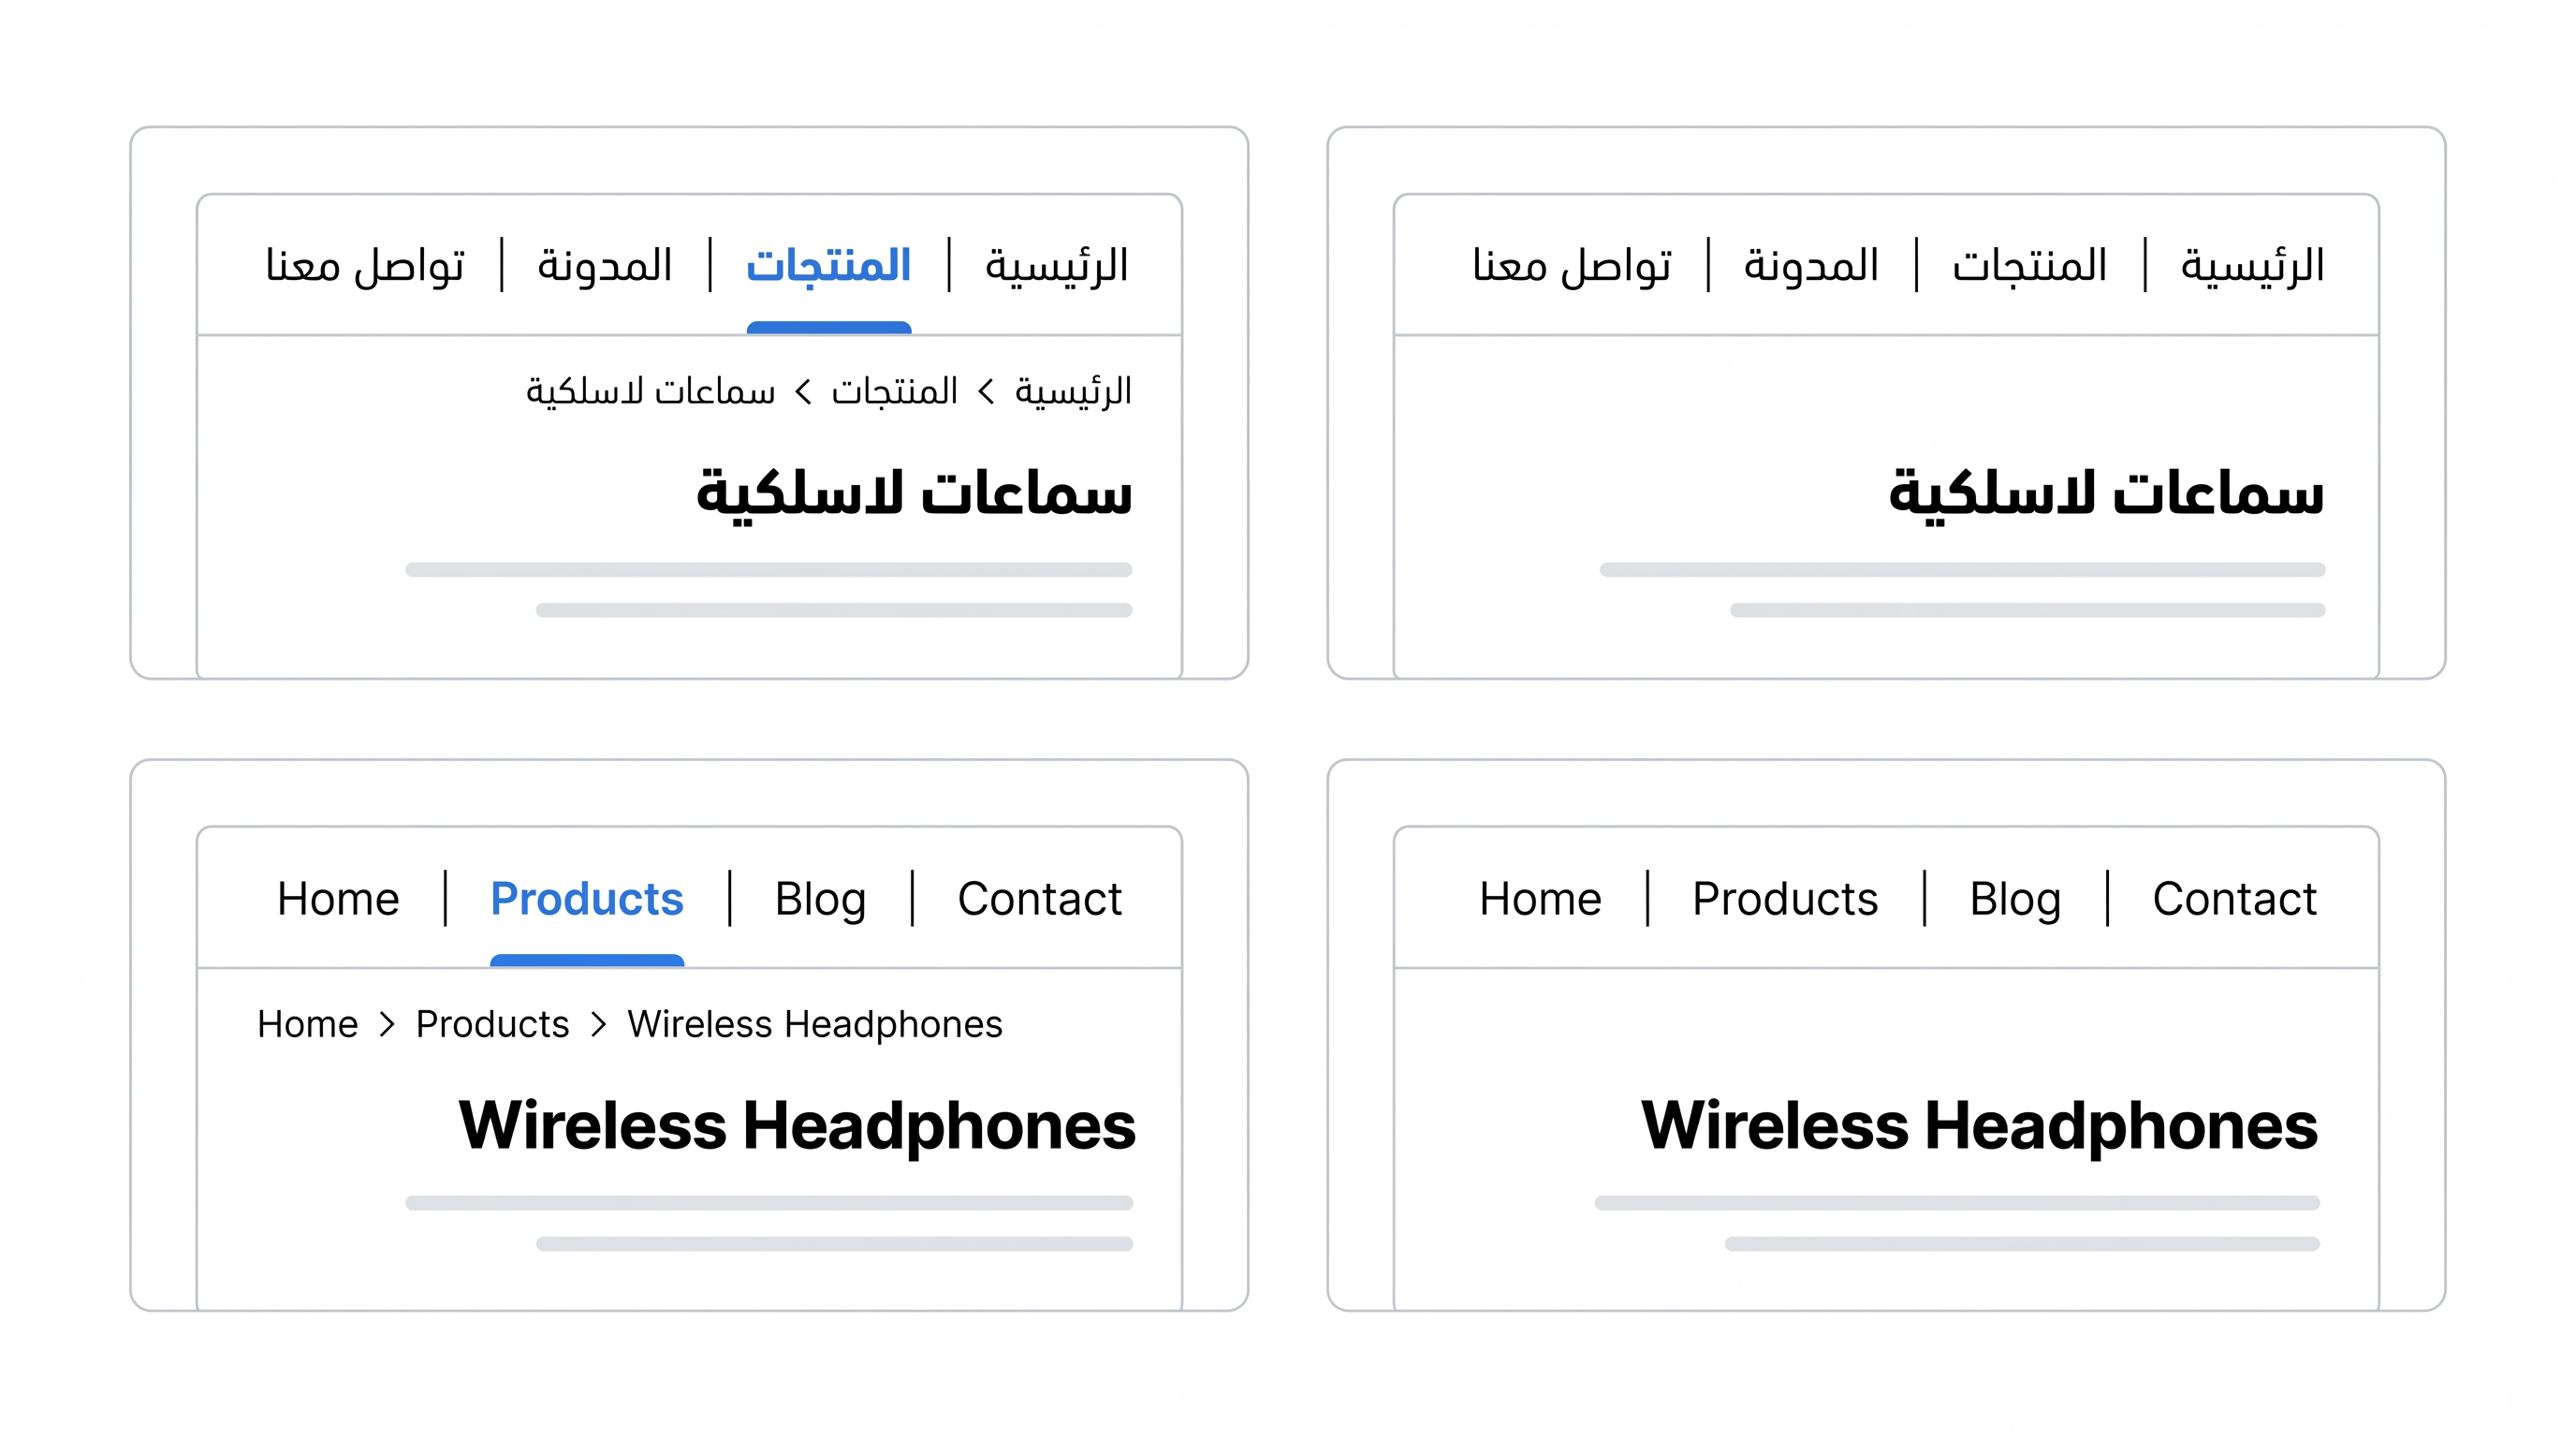 الرئيسية | المنتجات | المدونة | تواصل معنا
الرئيسية > المنتجات > سماعات لاسلكية
سماعات لاسلكية
الرئيسية | المنتجات | المدونة | تواصل معنا
سماعات لاسلكية
Home | Products | Blog | Contact
Home > Products > Wireless Headphones
Wireless Headphones
Home | Products | Blog | Contact
Wireless Headphones